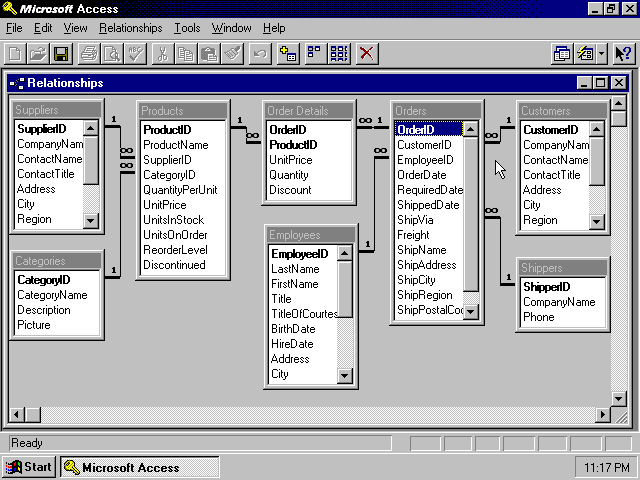 Microsoft Access
File Edit View Relationships Tools Window Help
Relationships
Suppliers
SupplierID
CompanyNam
ContactName
ContactTitle
Address
City
Region
Categories
CategoryID
CategoryName
Description
Picture
Products
ProductID
ProductName
SupplierID
CategoryID
QuantityPerUnit
UnitPrice
UnitsInStock
UnitsOnOrder
ReorderLevel
Discontinued
Order Details
OrderID
ProductID
UnitPrice
Quantity
Discount
Employees
EmployeeID
LastName
FirstName
Title
TitleOfCourtes
BirthDate
HireDate
Address
City
Orders
OrderID
CustomerID
EmployeeID
OrderDate
RequiredDate
ShippedDate
ShipVia
Freight
ShipName
ShipAddress
ShipCity
ShipRegion
ShipPostalCod
Customers
CustomerID
CompanyNam
ContactName
ContactTitle
Address
City
Region
Shippers
ShipperID
CompanyName
Phone
1 ∞ ∞ 1
1 ∞
∞ 1
∞ 1
∞ 1
∞ 1
Ready
Start Microsoft Access 11:17 PM